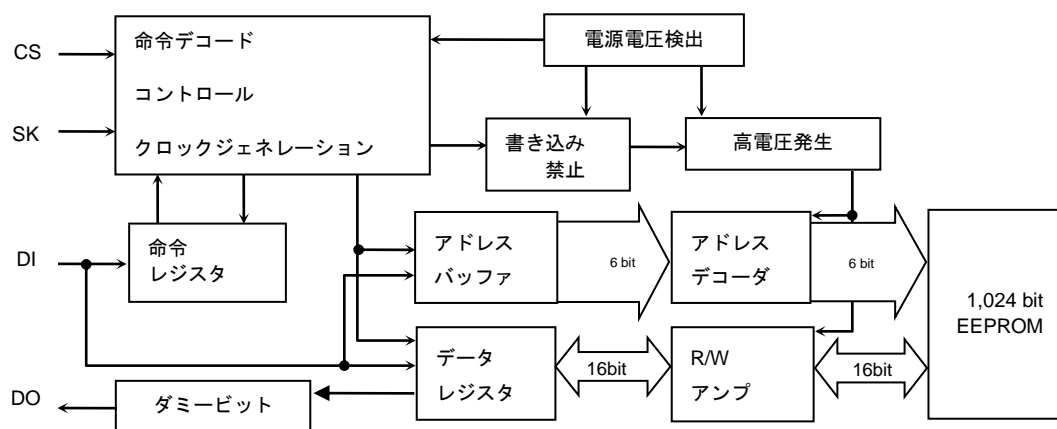 CS
命令デコード
コントロール
クロックジェネレーション
電源電圧検出
SK
書き込み
禁止
高電圧発生
DI
命令
レジスタ
アドレス
バッファ
6 bit
アドレス
デコーダ
6 bit
1,024 bit
EEPROM
データ
レジスタ
16bit
R/W
アンプ
16bit
DO
ダミービット